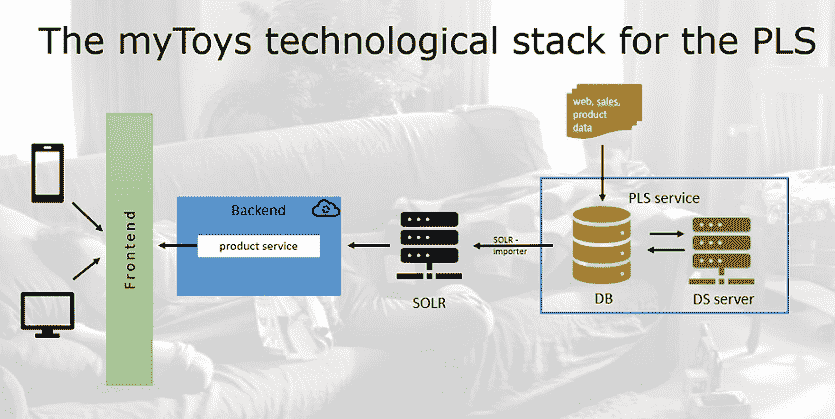 The myToys technological stack for the PLS
web, sales,
product
data
PLS service
Backend
product service
Frontend
SOLR -
importer
SOLR
DB
DS server